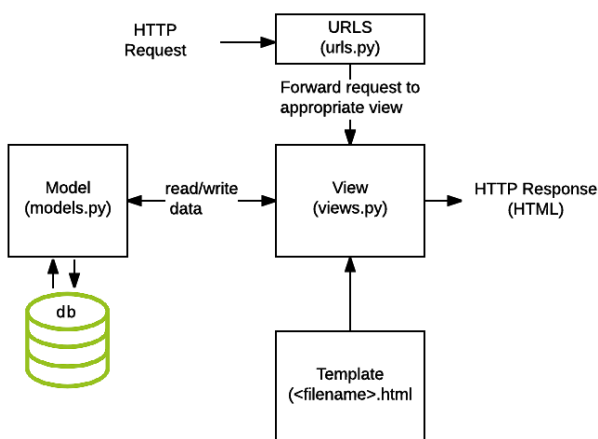 HTTP
Request
URLS
(urls.py)
Forward request to
appropriate view
Model
(models.py)
read/write
data
View
(views.py)
HTTP Response
(HTML)
db
Template
(<filename>.html